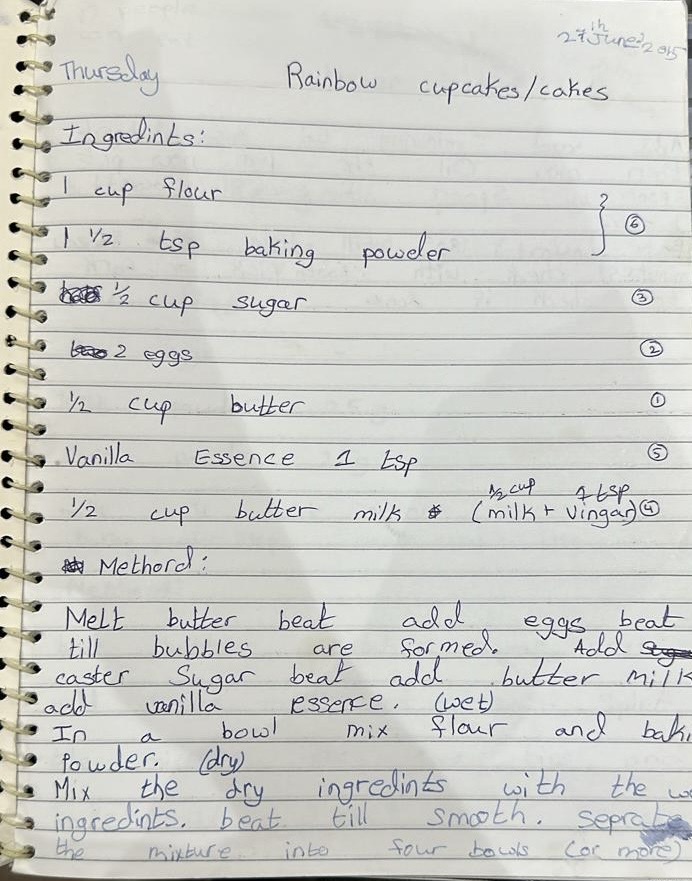 27th June 2015
Thursday Rainbow cupcakes/cakes
Ingredints:
1 cup flour
1 1/2 tsp baking powder } ⑥
1/2 cup sugar ③
2 eggs ②
1/2 cup butter ①
Vanilla Essence 1 tsp ⑤
1/2 cup 1 tsp
1/2 cup butter milk (milk + vingar) ④
Methord:
Melt butter beat add eggs beat
till bubbles are formed. Add
caster Sugar beat add butter milk
add vanilla essence. (wet)
In a bowl mix flour and baki
Powder. (dry)
Mix the dry ingredints with the
ingredints. beat till smooth. seprate
the mixture into four bowls (or more)